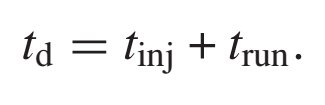 t_d = t_inj + t_run.